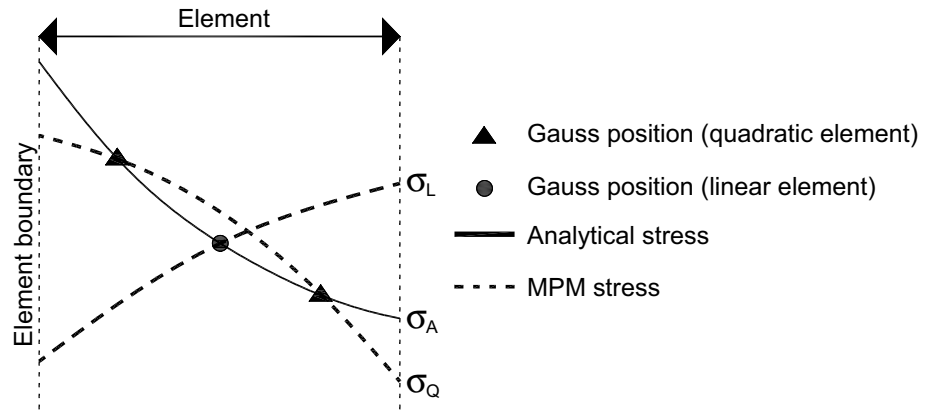 Element
Element boundary
Gauss position (quadratic element)
Gauss position (linear element)
Analytical stress
MPM stress
σL
σA
σQ